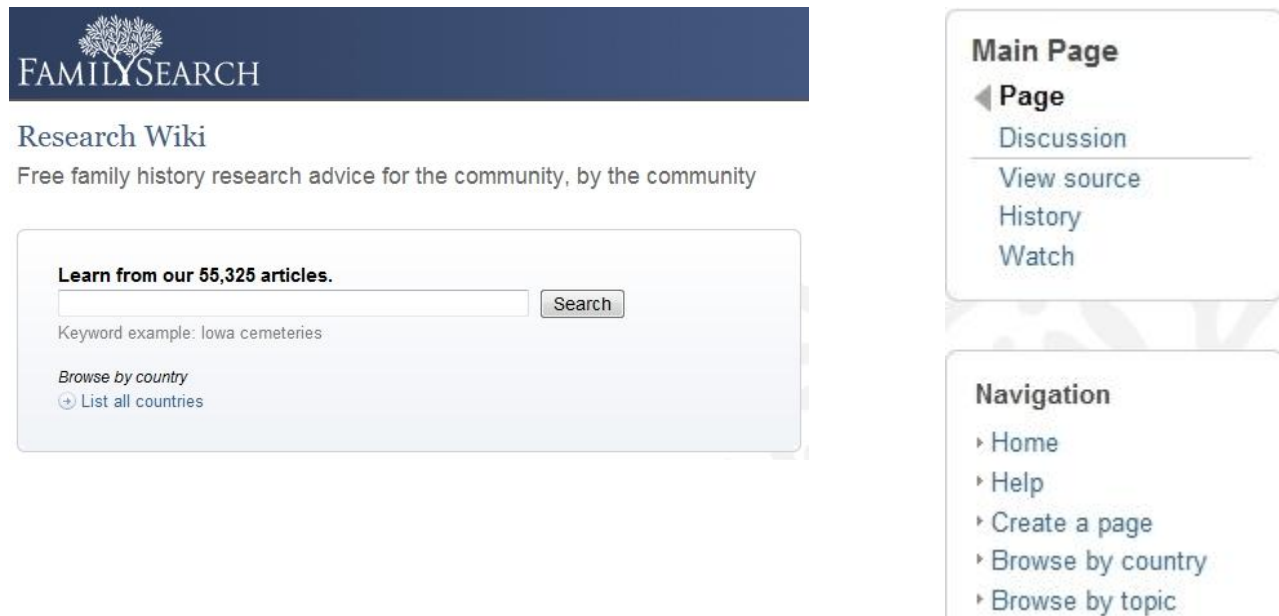 FAMILYSEARCH
Research Wiki
Free family history research advice for the community, by the community
Learn from our 55,325 articles.
Search
Keyword example: Iowa cemeteries
Browse by country
List all countries
Main Page
Page
Discussion
View source
History
Watch
Navigation
Home
Help
Create a page
Browse by country
Browse by topic